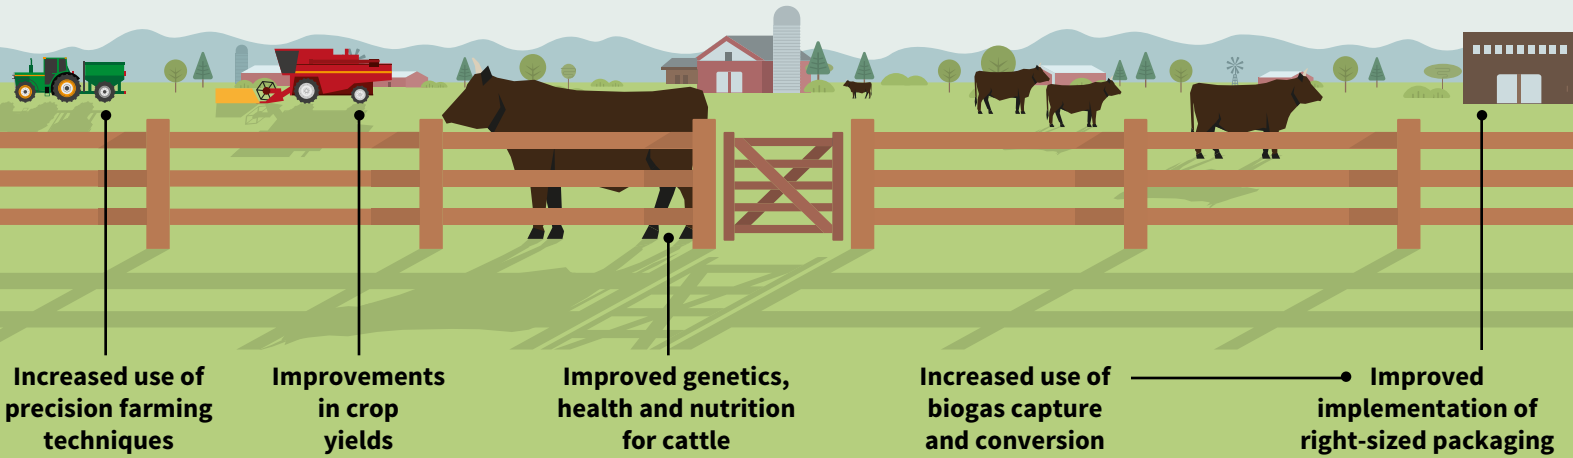 Increased use of
precision farming
techniques
Improvements
in crop
yields
Improved genetics,
health and nutrition
for cattle
Increased use of
biogas capture
and conversion
Improved
implementation of
right-sized packaging